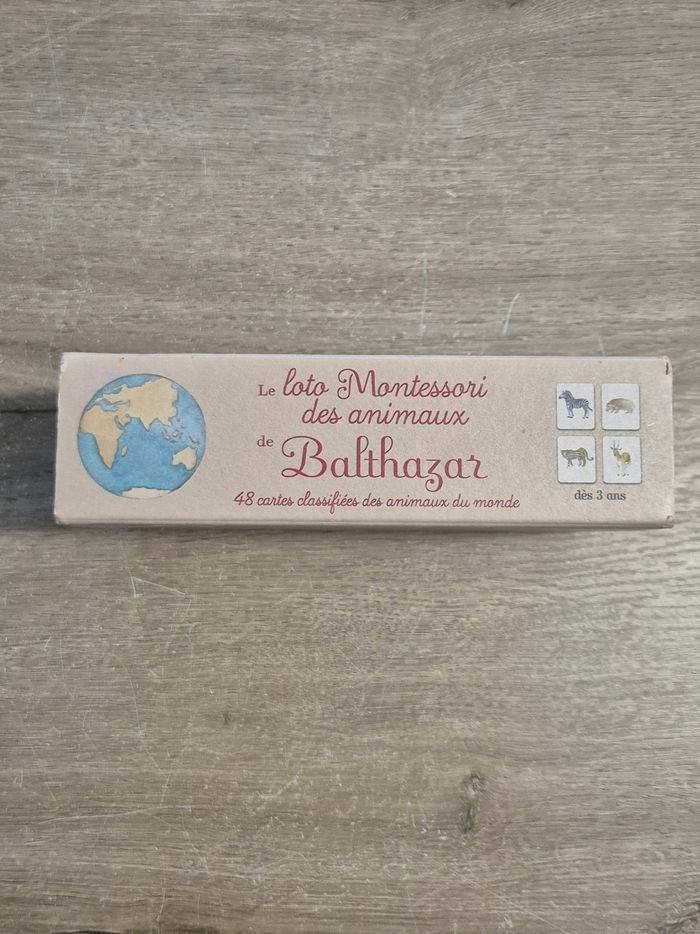 Le loto Montessori
des animaux
de Balthazar
48 cartes classifiées des animaux du monde
dès 3 ans